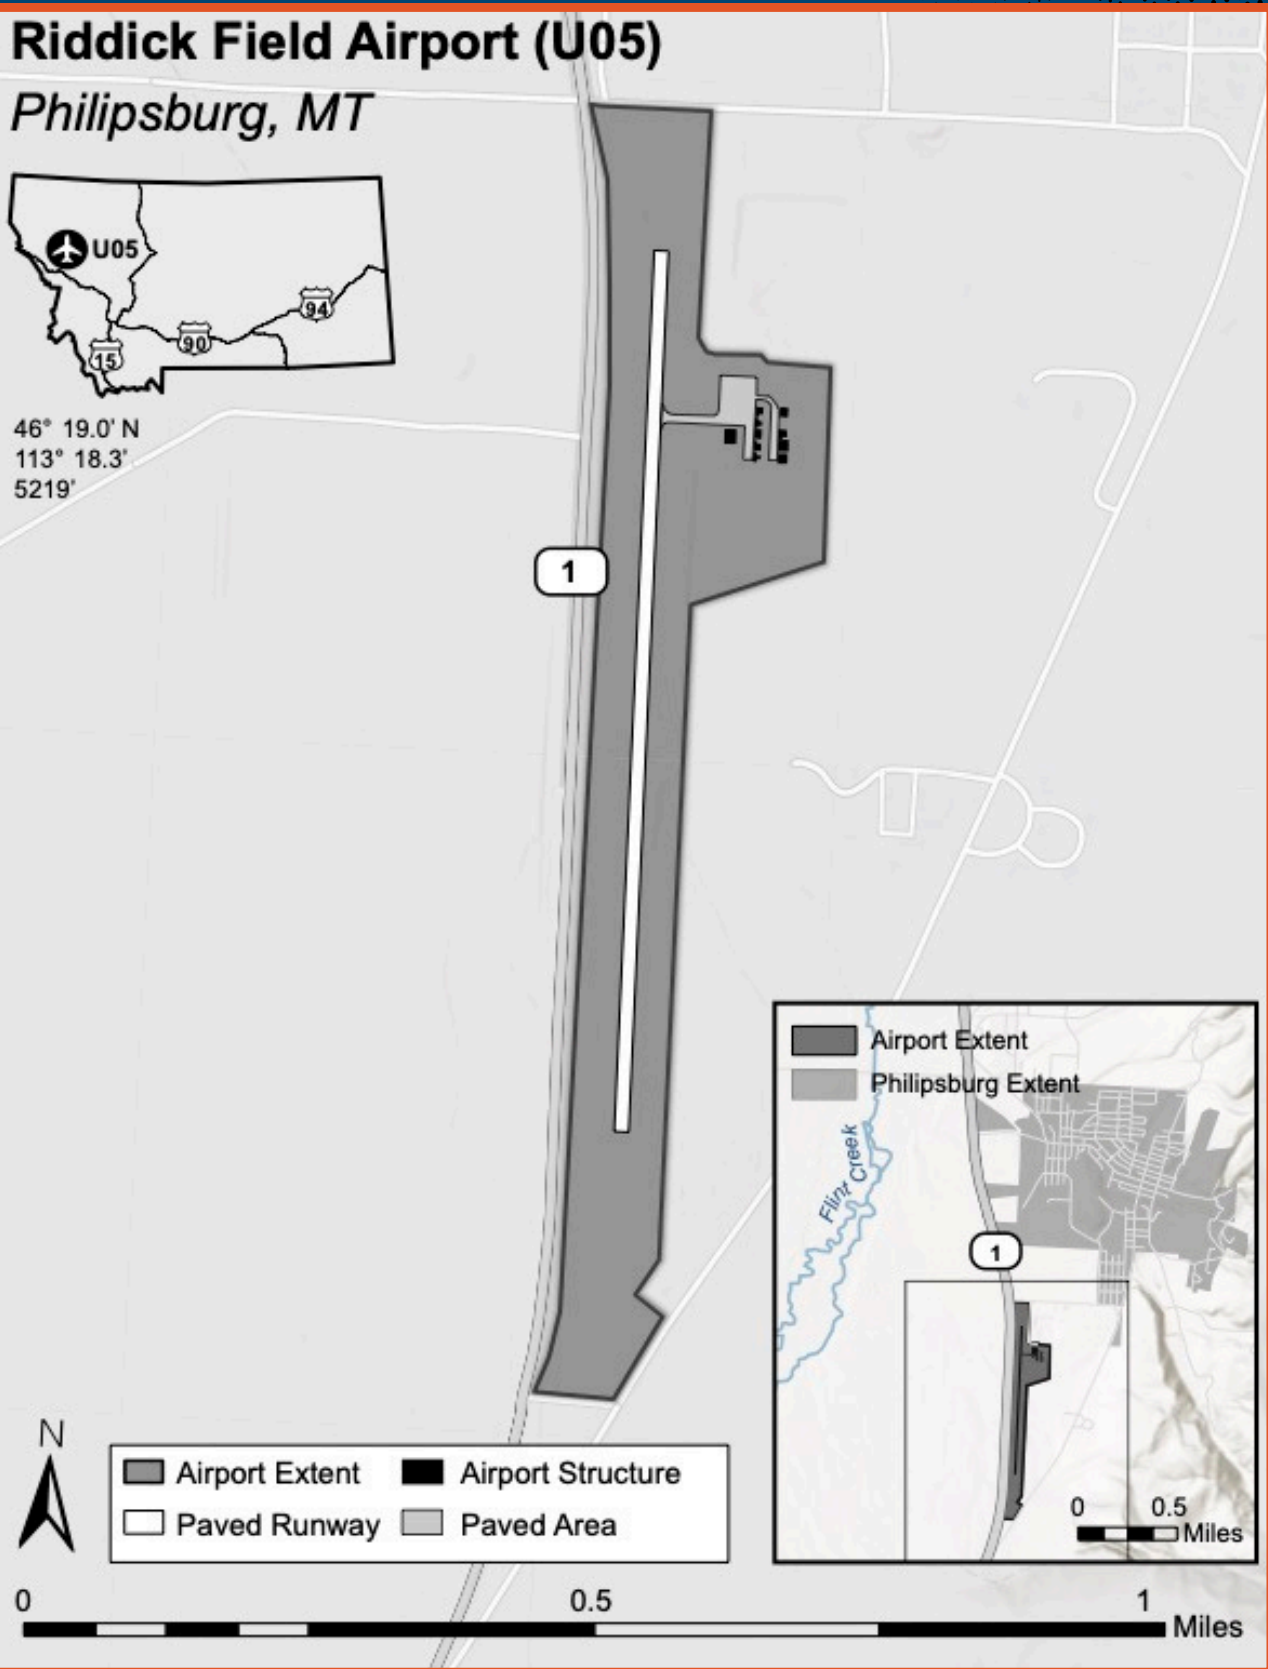 Riddick Field Airport (U05)
Philipsburg, MT
U05
94
90
15
46° 19.0' N
113° 18.3'
5219'
1
Airport Extent
Philipsburg Extent
Flint Creek
1
0 0.5
Miles
N
Airport Extent
Airport Structure
Paved Runway
Paved Area
0 0.5 1
Miles